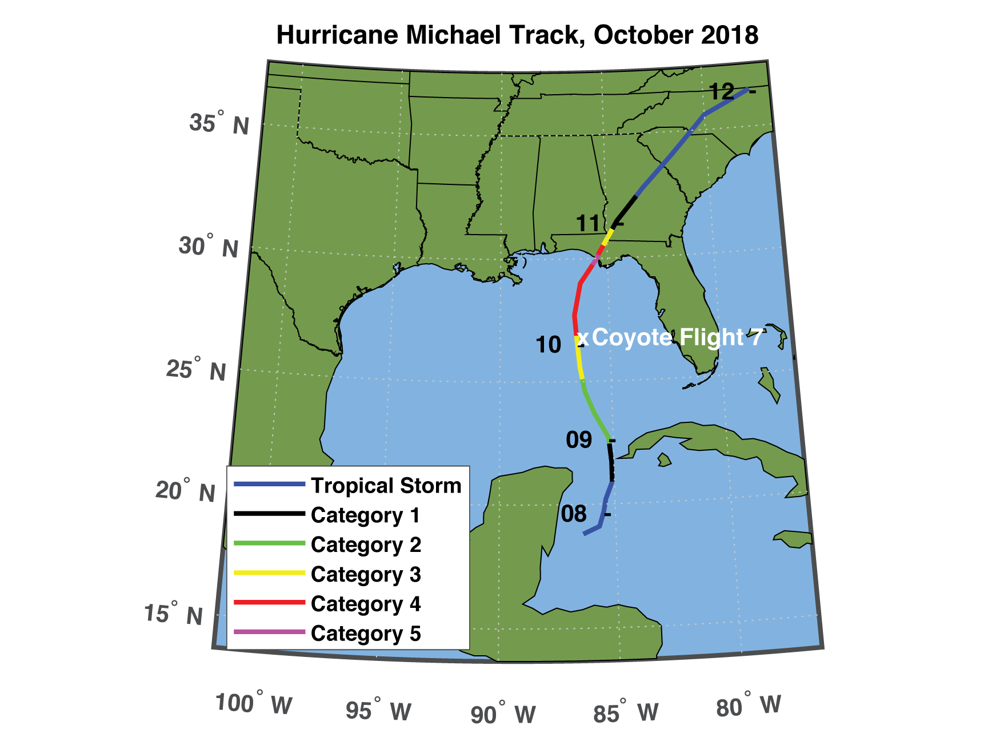 Hurricane Michael Track, October 2018
12
35° N
11
30° N
x Coyote Flight 7
10
25° N
09
20° N
08
Tropical Storm
Category 1
Category 2
Category 3
Category 4
Category 5
15° N
100° W
95° W
90° W
85° W
80° W